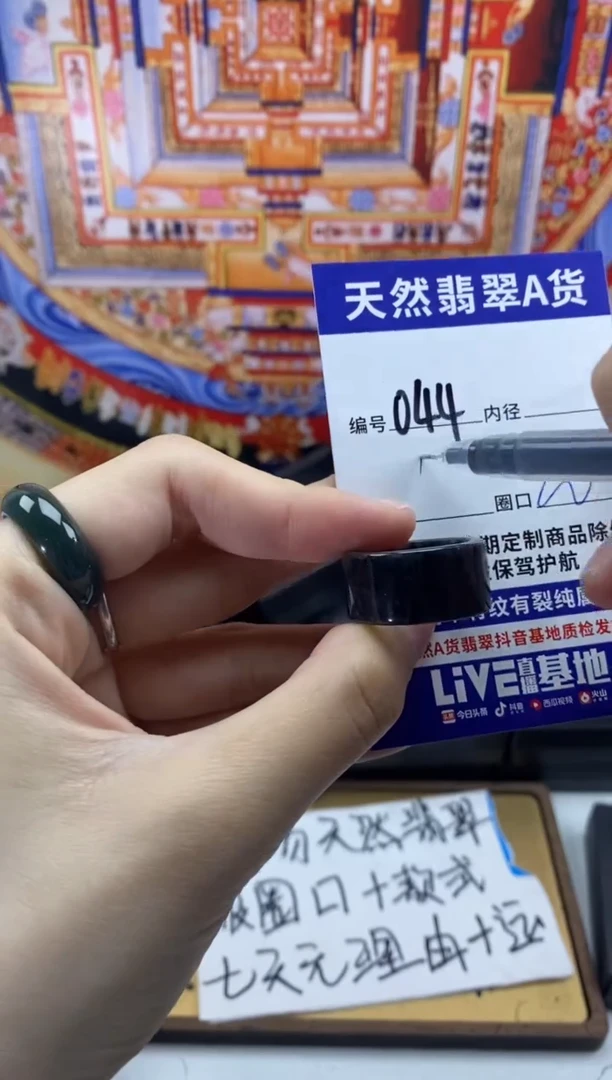 天然翡翠A货
编号 044 内径
圈口
期定制商品除
保驾护航
纹有裂纯属
然A货翡翠抖音基地质检发
LiVE直播基地
今日头条 抖音 西瓜视频 火山
天然翡翠
圈口+款式
七天无理由+运